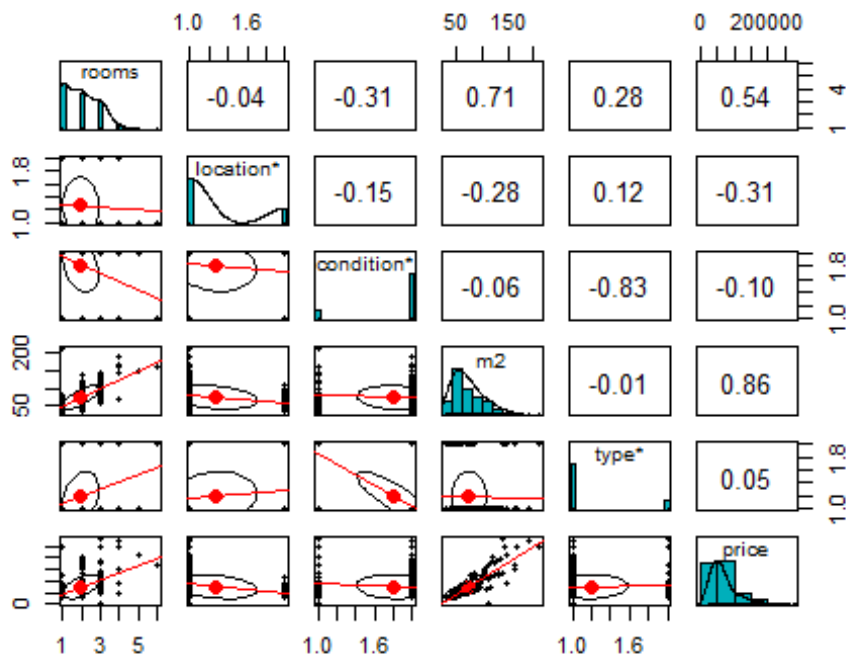 1.0 1.6 50 150 0 200000
rooms -0.04 -0.31 0.71 0.28 0.54 1 4
1.0 1.8 location* -0.15 -0.28 0.12 -0.31
condition* -0.06 -0.83 -0.10 1.0 1.8
50 200 m2 -0.01 0.86
type* 0.05 1.0 1.8
0 price
1 3 5 1.0 1.6 1.0 1.6